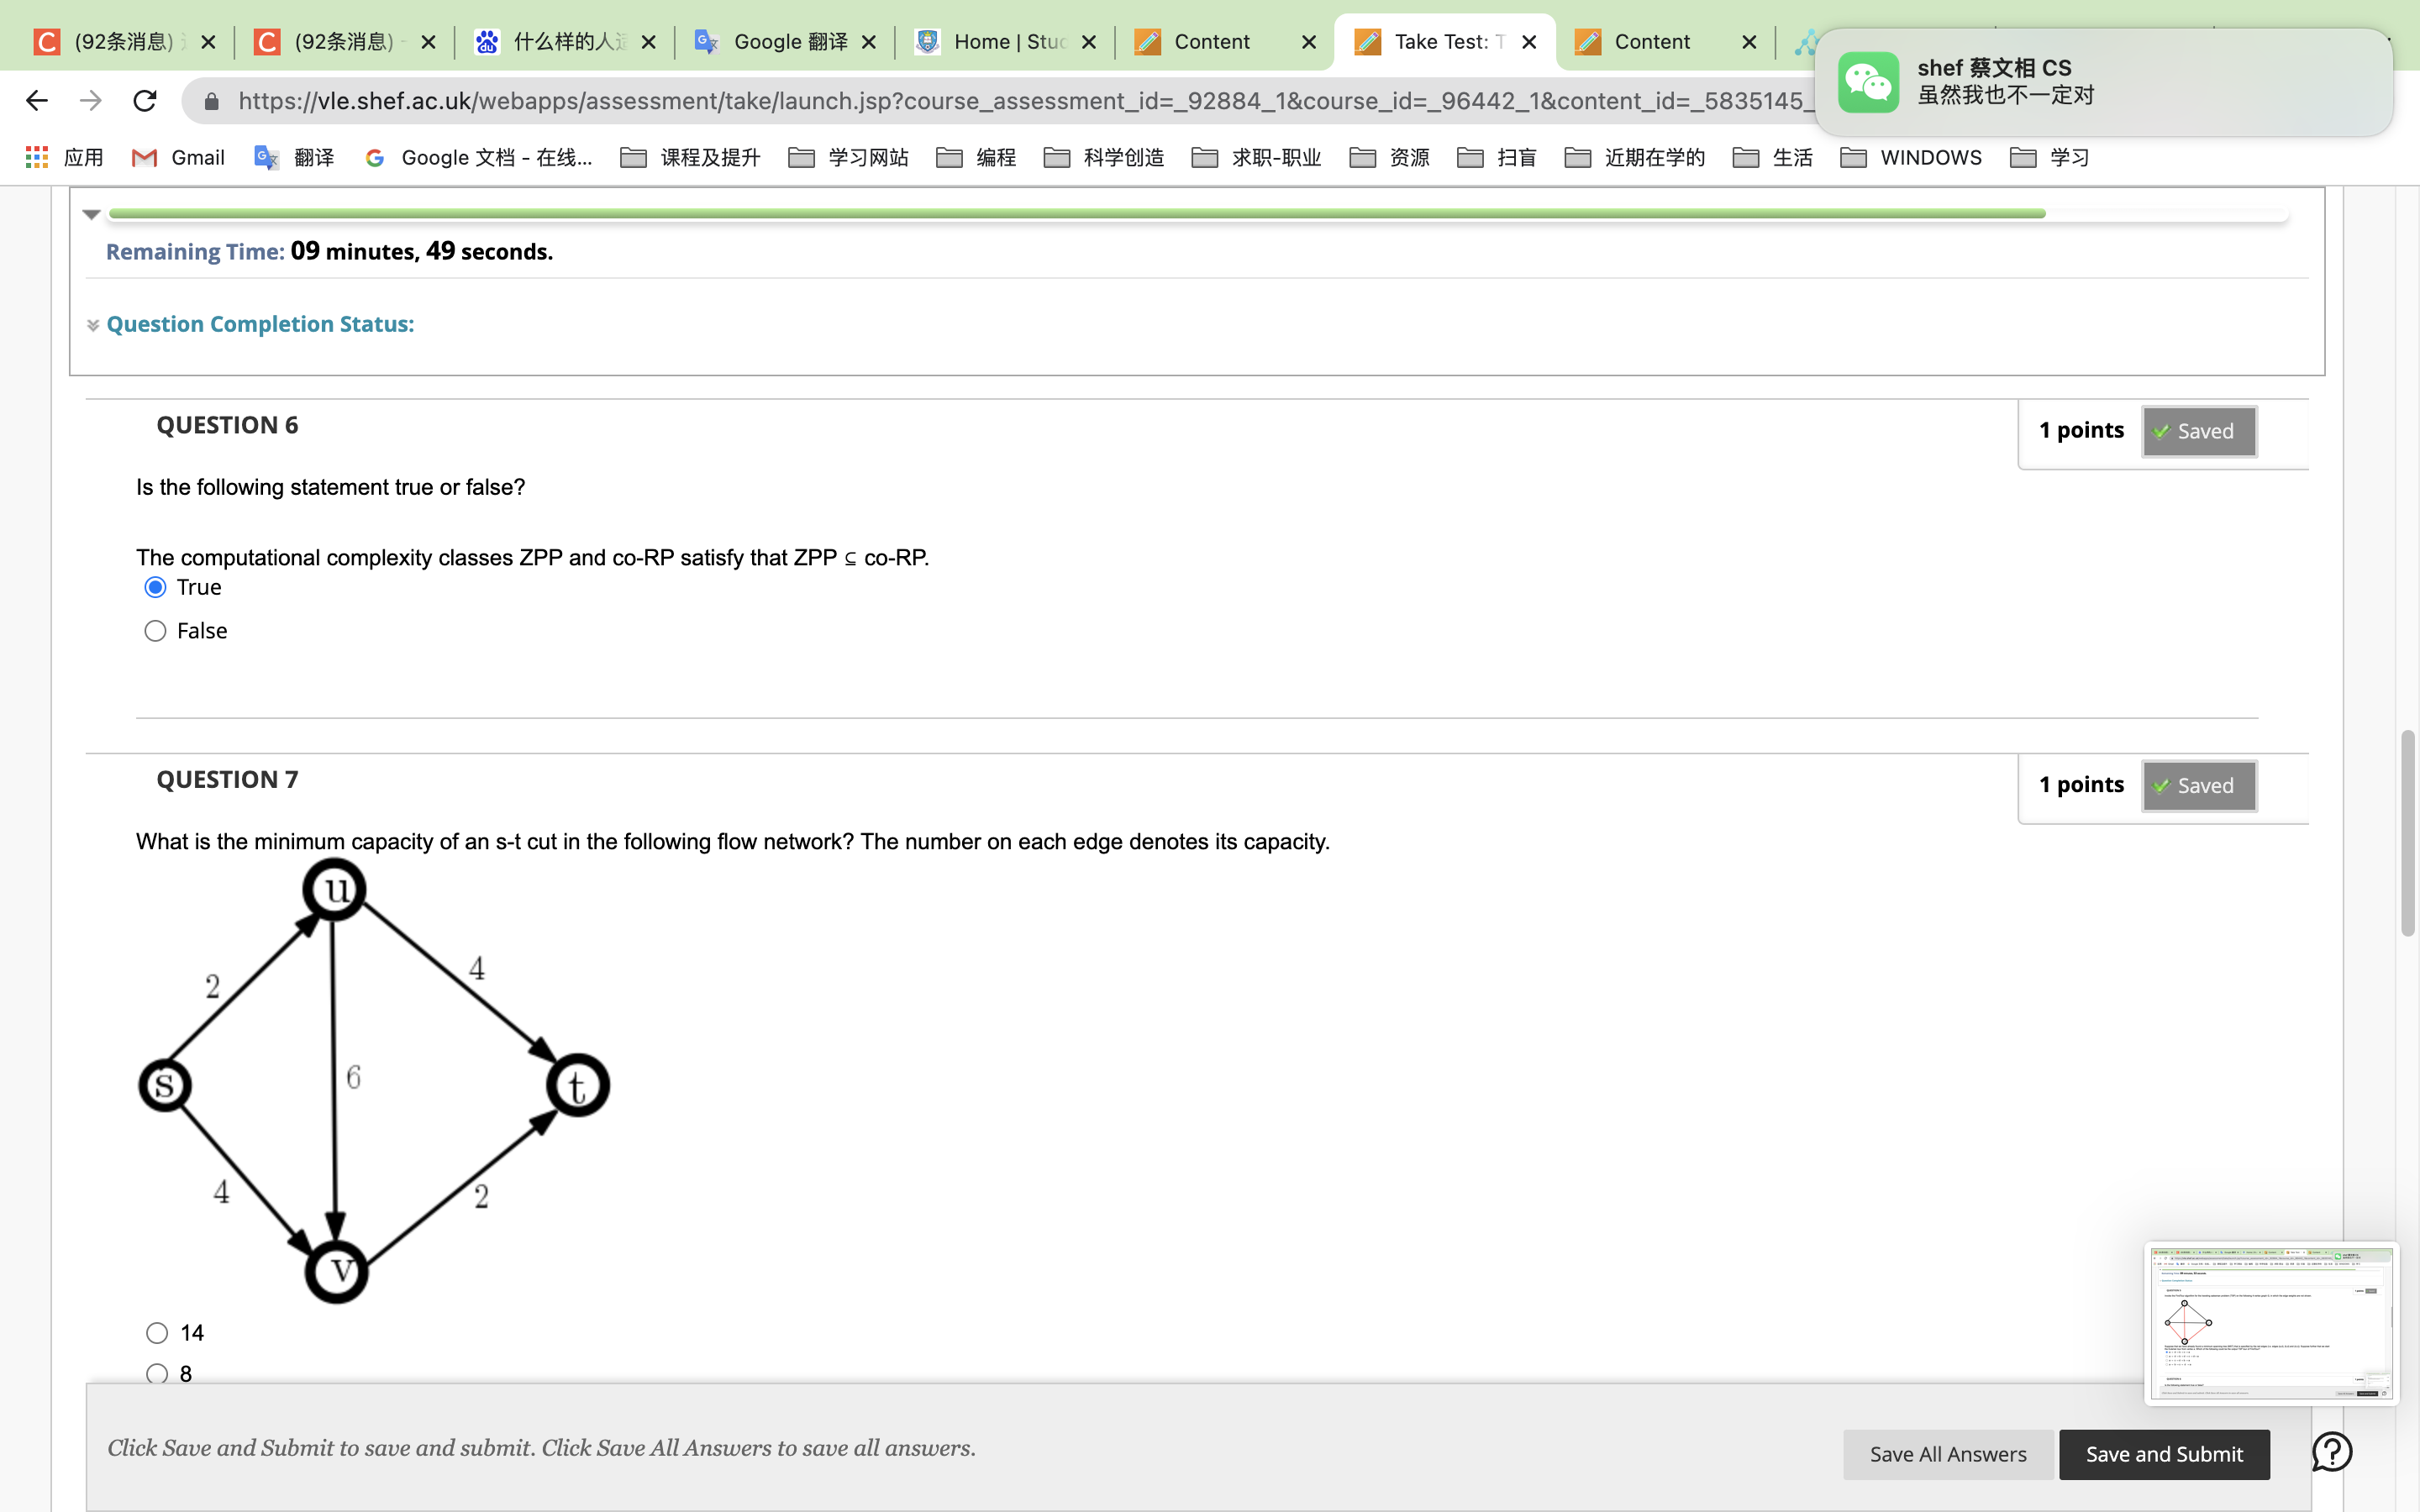 (92条消息)
(92条消息)
什么样的人
Google 翻译
Home | Stu
Content
Take Test:
Content
shef 蔡文相 CS
虽然我也不一定对
https://vle.shef.ac.uk/webapps/assessment/take/launch.jsp?course_assessment_id=_92884_1&course_id=_96442_1&content_id=_5835145_
应用
Gmail
翻译
Google 文档 - 在线...
课程及提升
学习网站
编程
科学创造
求职-职业
资源
扫盲
近期在学的
生活
WINDOWS
学习
Remaining Time: 09 minutes, 49 seconds.
Question Completion Status:
QUESTION 6
1 points
Saved
Is the following statement true or false?
The computational complexity classes ZPP and co-RP satisfy that ZPP ⊆ co-RP.
True
False
QUESTION 7
1 points
Saved
What is the minimum capacity of an s-t cut in the following flow network? The number on each edge denotes its capacity.
u
4
2
s
6
t
4
2
v
14
8
Click Save and Submit to save and submit. Click Save All Answers to save all answers.
Save All Answers
Save and Submit